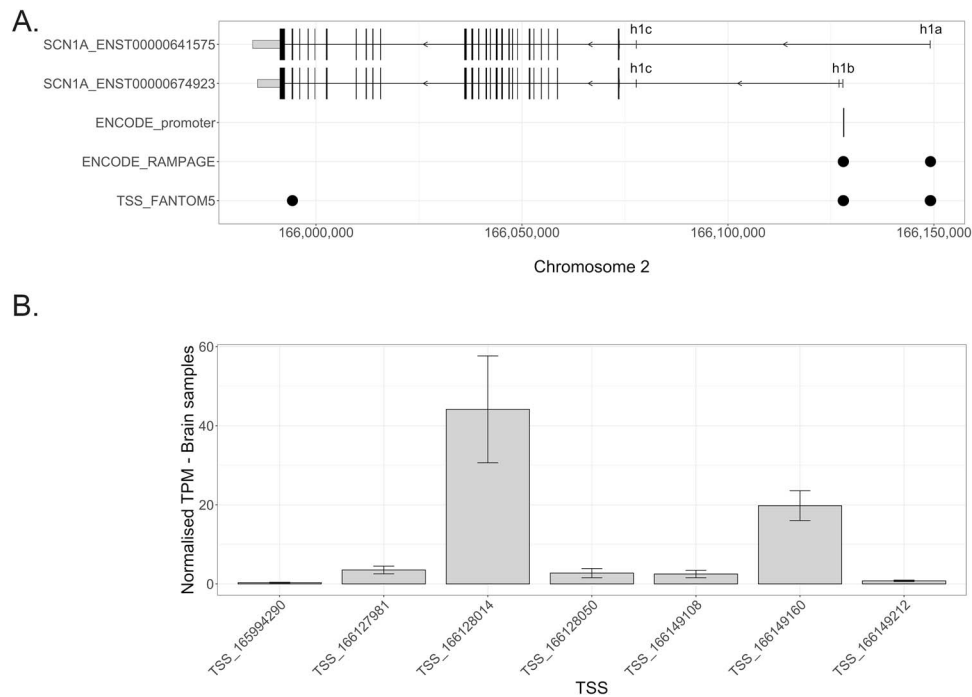 A.
h1c h1a
SCN1A_ENST00000641575
h1c h1b
SCN1A_ENST00000674923
ENCODE_promoter
ENCODE_RAMPAGE
TSS_FANTOM5
166,000,000 166,050,000 166,100,000 166,150,000
Chromosome 2
B.
Normalised TPM - Brain samples
60
40
20
0
TSS_165994290 TSS_166127981 TSS_166128014 TSS_166128050 TSS_166149108 TSS_166149160 TSS_166149212
TSS